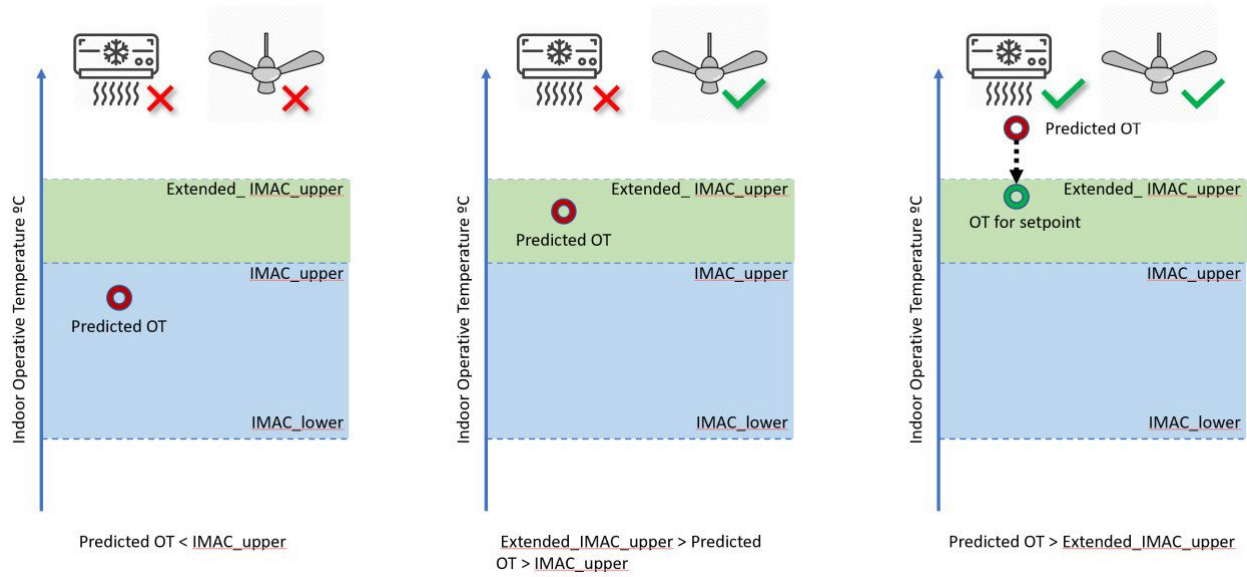 Indoor Operative Temperature ºC
Extended_ IMAC_upper
IMAC_upper
Predicted OT
IMAC_lower
Predicted OT < IMAC_upper
Indoor Operative Temperature ºC
Extended_ IMAC_upper
Predicted OT
IMAC_upper
IMAC_lower
Extended_IMAC_upper > Predicted
OT > IMAC_upper
Indoor Operative Temperature ºC
Predicted OT
Extended_ IMAC_upper
OT for setpoint
IMAC_upper
IMAC_lower
Predicted OT > Extended_IMAC_upper